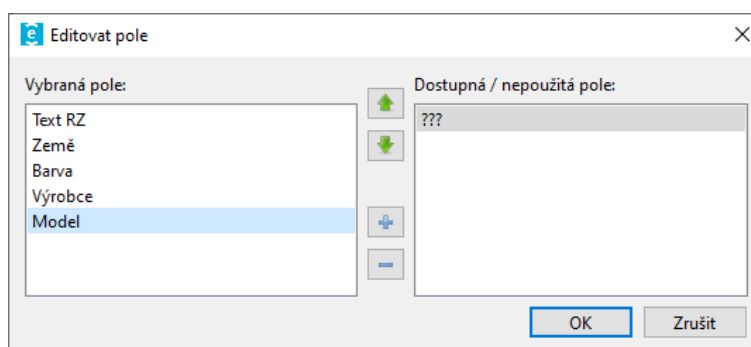 Editovat pole
Vybraná pole:
Text RZ
Země
Barva
Výrobce
Model
Dostupná / nepoužitá pole:
???
OK
Zrušit